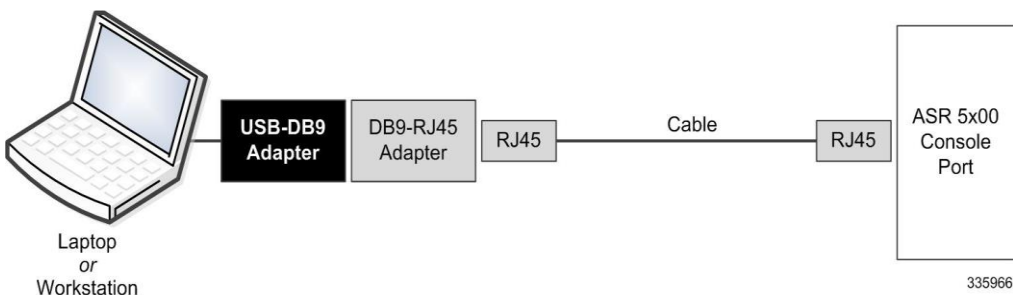 USB-DB9
Adapter
DB9-RJ45
Adapter
RJ45
Cable
RJ45
ASR 5x00
Console
Port
Laptop
or
Workstation
335966